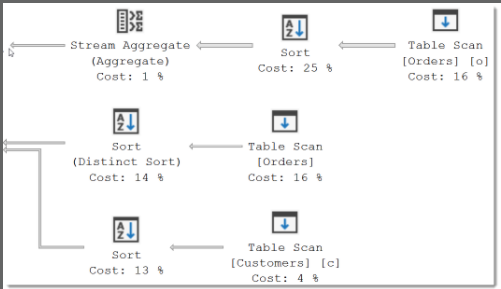 Stream Aggregate
(Aggregate)
Cost: 1 %
Sort
Cost: 25 %
Table Scan
[Orders] [o]
Cost: 16 %
Sort
(Distinct Sort)
Cost: 14 %
Table Scan
[Orders]
Cost: 16 %
Sort
Cost: 13 %
Table Scan
[Customers] [c]
Cost: 4 %